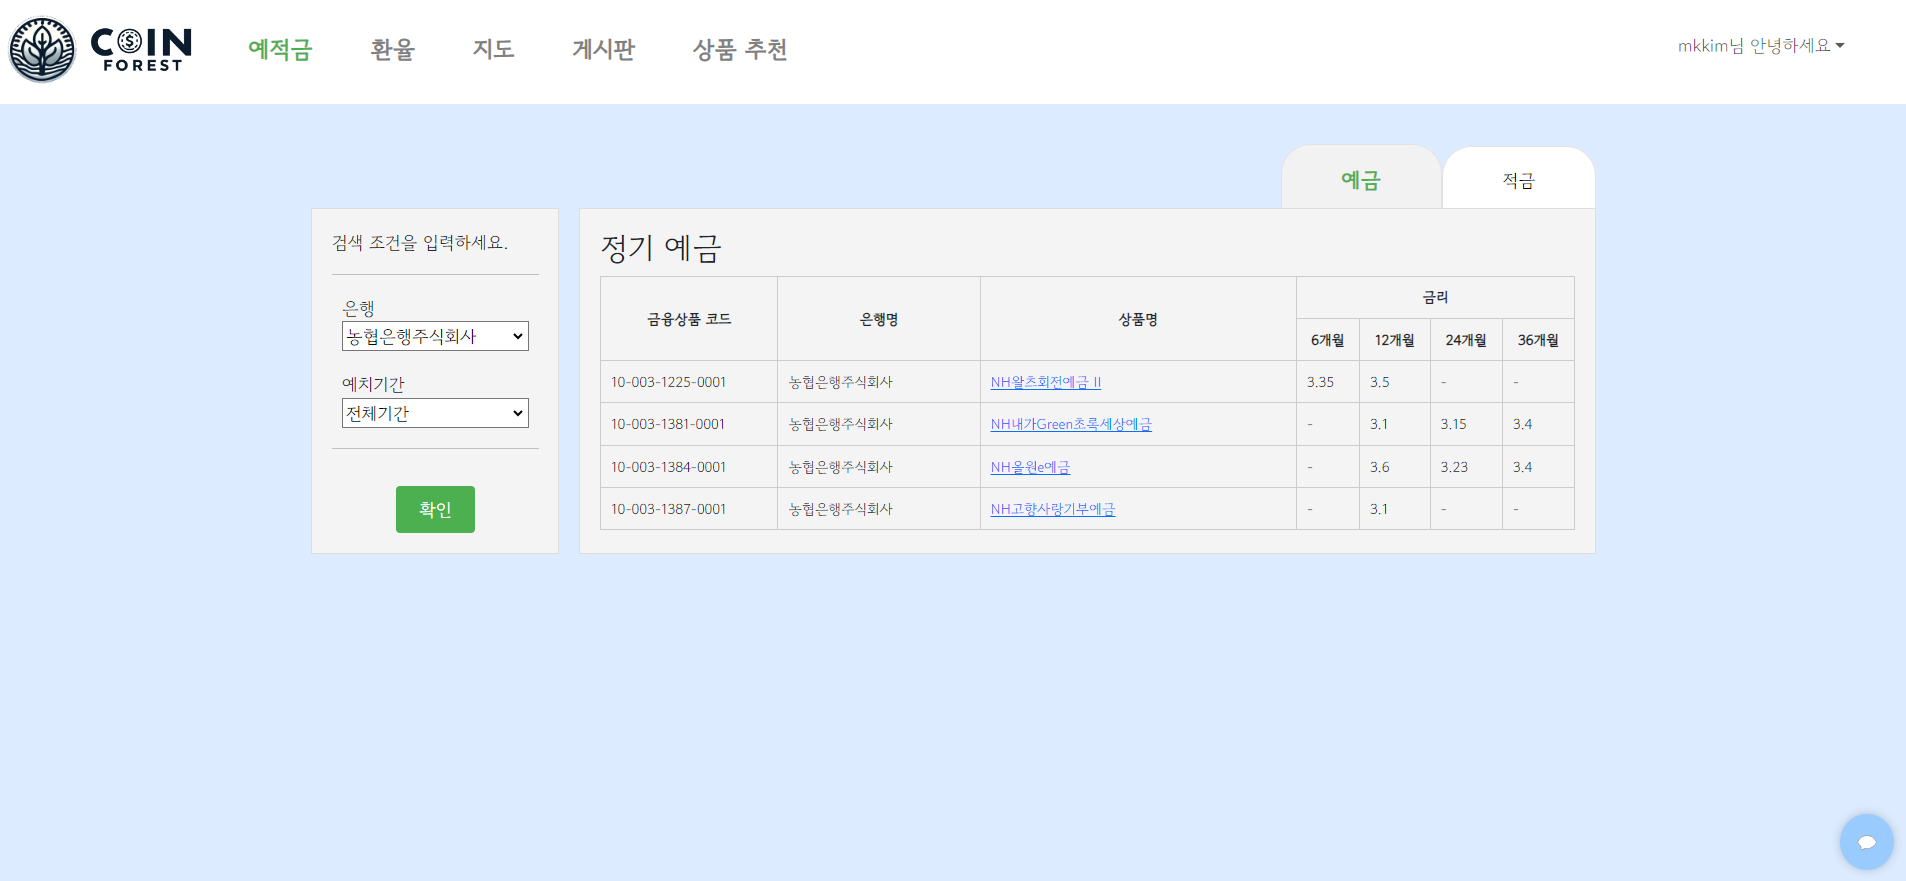 COIN
FOREST
예적금 환율 지도 게시판 상품 추천
mkkim님 안녕하세요
예금 적금
검색 조건을 입력하세요.
은행
농협은행주식회사
예치기간
전체기간
확인
정기 예금
금융상품 코드 은행명 상품명 금리
6개월 12개월 24개월 36개월
10-003-1225-0001 농협은행주식회사 NH왈츠회전예금 II 3.35 3.5 - -
10-003-1381-0001 농협은행주식회사 NH내가Green초록세상예금 - 3.1 3.15 3.4
10-003-1384-0001 농협은행주식회사 NH올원e예금 - 3.6 3.23 3.4
10-003-1387-0001 농협은행주식회사 NH고향사랑기부예금 - 3.1 - -